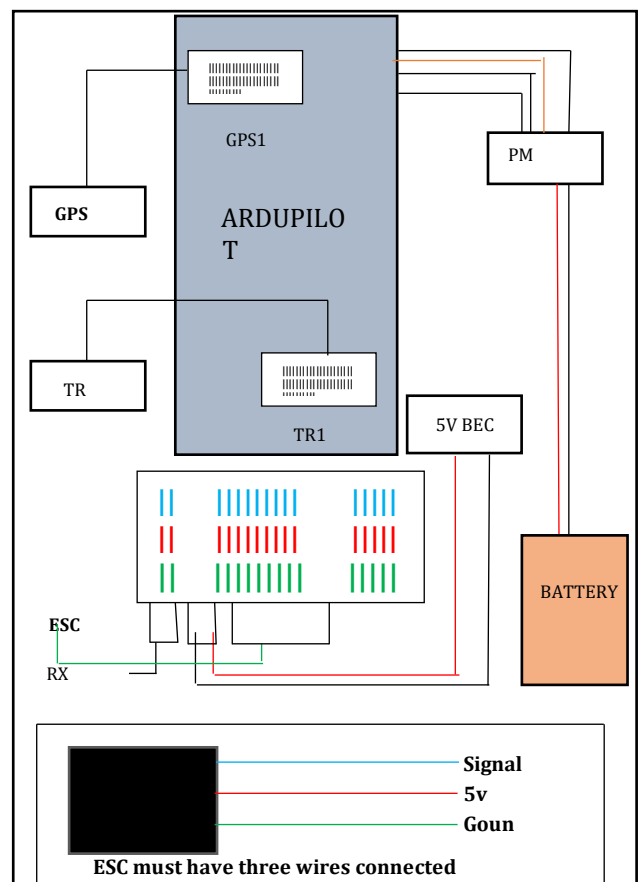 GPS1
PM
GPS
ARDUPILO
T
TR
5V BEC
TR1
BATTERY
ESC
RX
Signal
5v
Goun
ESC must have three wires connected